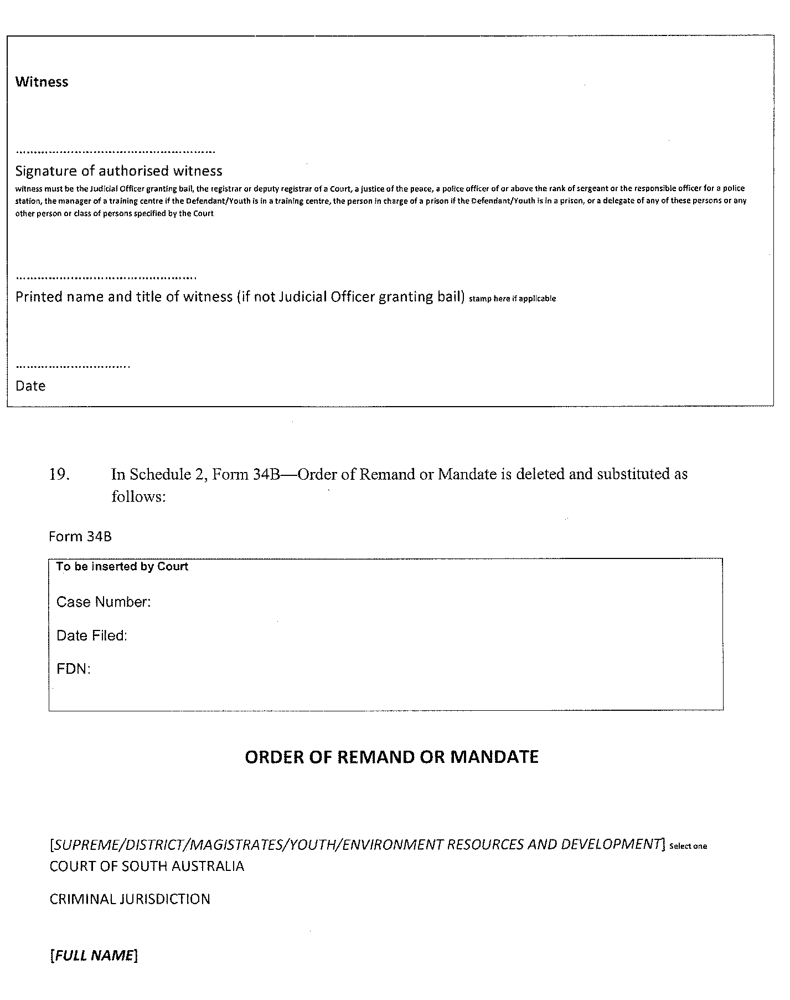 Witness
............................................................
Signature of authorised witness
witness must be the Judicial Officer granting bail, the registrar or deputy registrar of a Court, a justice of the peace, a police officer of or above the rank of sergeant or the responsible officer for a police
station, the manager of a training centre if the Defendant/Youth is in a training centre, the person in charge of a prison if the Defendant/Youth is in a prison, or a delegate of any of these persons or any
other person or class of persons specified by the Court
......................................................
Printed name and title of witness (if not Judicial Officer granting bail) stamp here if applicable
..................................
Date
19. In Schedule 2, Form 34B—Order of Remand or Mandate is deleted and substituted as
follows:
Form 34B
To be inserted by Court
Case Number:
Date Filed:
FDN:
ORDER OF REMAND OR MANDATE
[SUPREME/DISTRICT/MAGISTRATES/YOUTH/ENVIRONMENT RESOURCES AND DEVELOPMENT] Select one
COURT OF SOUTH AUSTRALIA
CRIMINAL JURISDICTION
[FULL NAME]